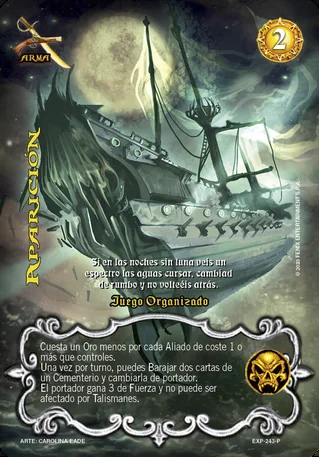 ARMA
2
APARICIÓN
Si en las noches sin luna veis un
espectro las aguas cursar, cambiad
de rumbo y no volteéis atrás.
Juego Organizado
© 2010 FENIX ENTERTAINMENT S.P.A.
Cuesta un Oro menos por cada Aliado de coste 1 o
más que controles.
Una vez por turno, puedes Barajar dos cartas de
un Cementerio y cambiarla de portador.
El portador gana 3 de Fuerza y no puede ser
afectado por Talismanes.
ARTE: CAROLINA EADE
EXP-243-P